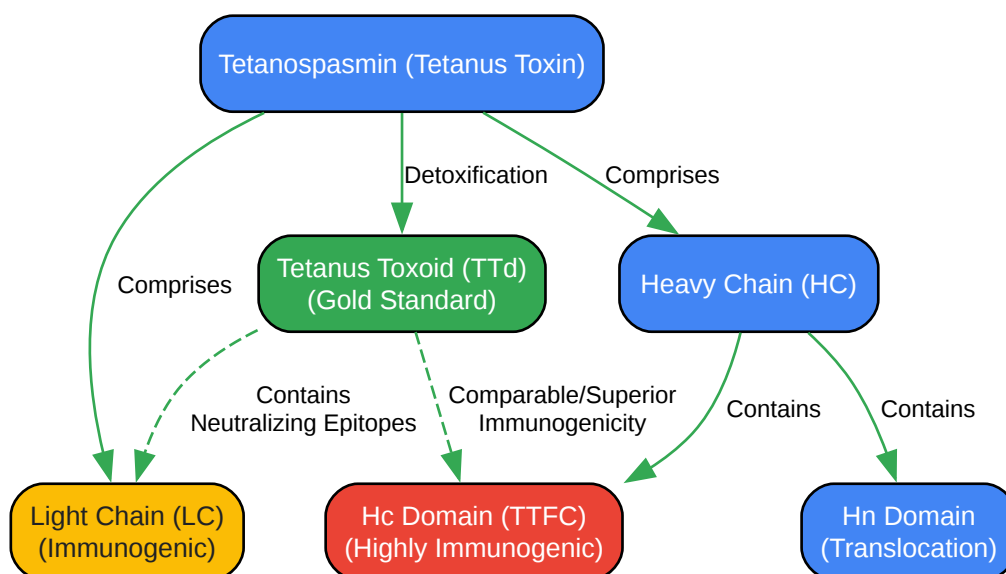 Tetanospasmin (Tetanus Toxin)
Detoxification
Comprises
Tetanus Toxoid (TTd)
(Gold Standard)
Heavy Chain (HC)
Comprises
Contains
Neutralizing Epitopes
Comparable/Superior
Immunogenicity
Contains
Contains
Light Chain (LC)
(Immunogenic)
Hc Domain (TTFC)
(Highly Immunogenic)
Hn Domain
(Translocation)